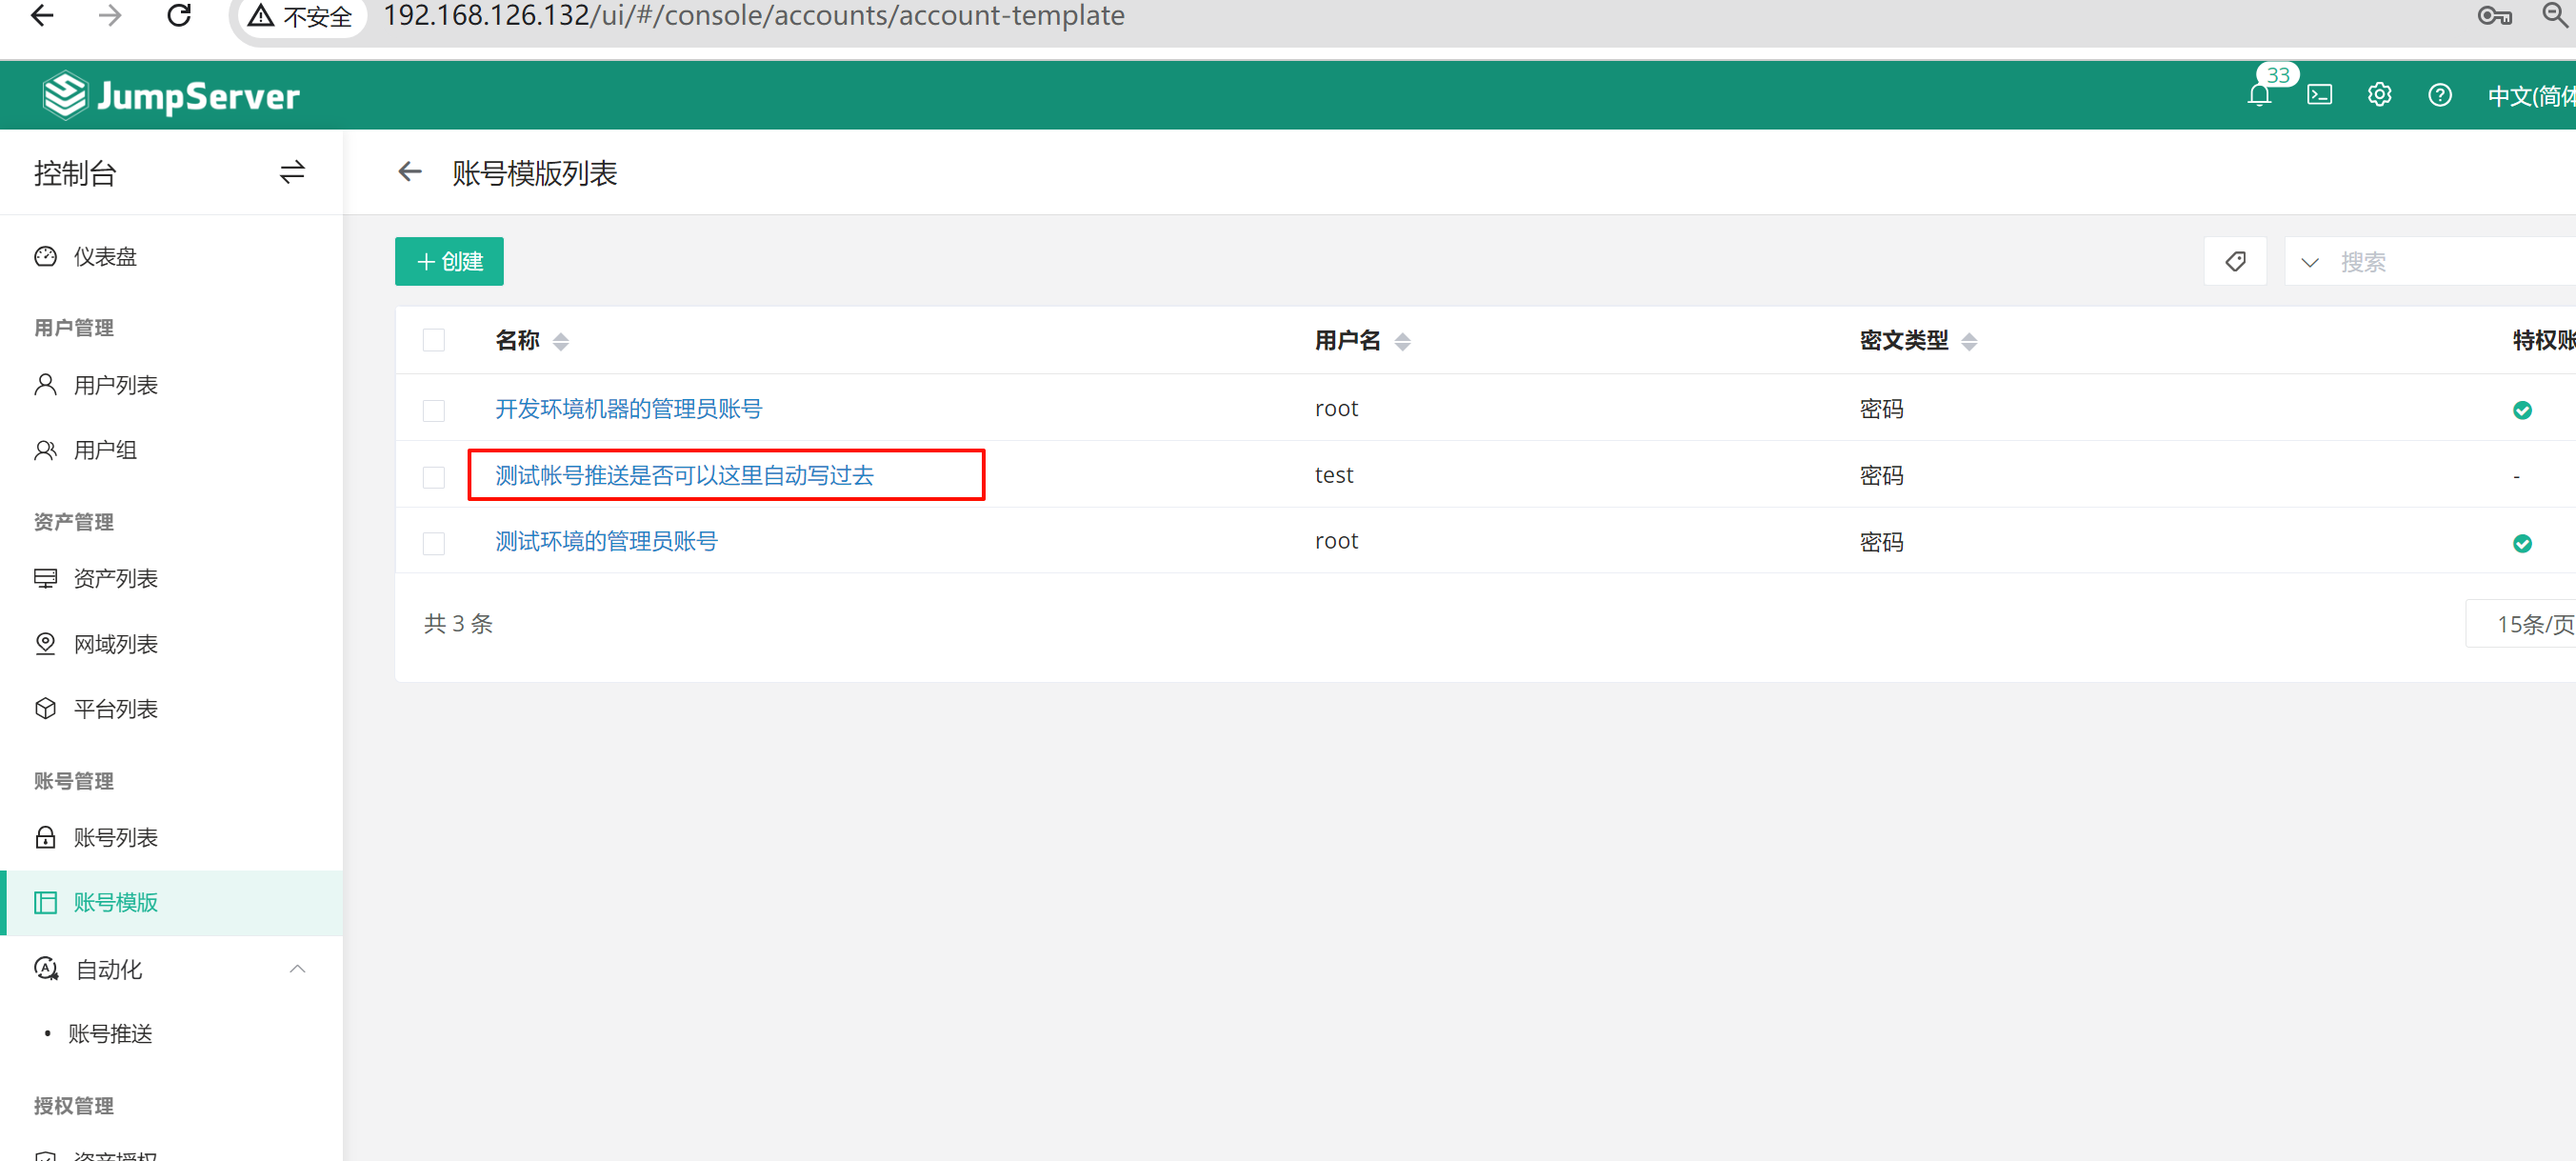 不安全 192.168.126.132/ui/#/console/accounts/account-template
JumpServer
33
中文(简体
控制台
账号模版列表
仪表盘
创建
搜索
用户管理
名称 用户名 密文类型 特权账
用户列表
开发环境机器的管理员账号 root 密码
用户组
测试帐号推送是否可以这里自动写过去 test 密码 -
资产管理
测试环境的管理员账号 root 密码
资产列表
共 3 条 15条/页
网域列表
平台列表
账号管理
账号列表
账号模版
自动化
• 账号推送
授权管理
资产授权